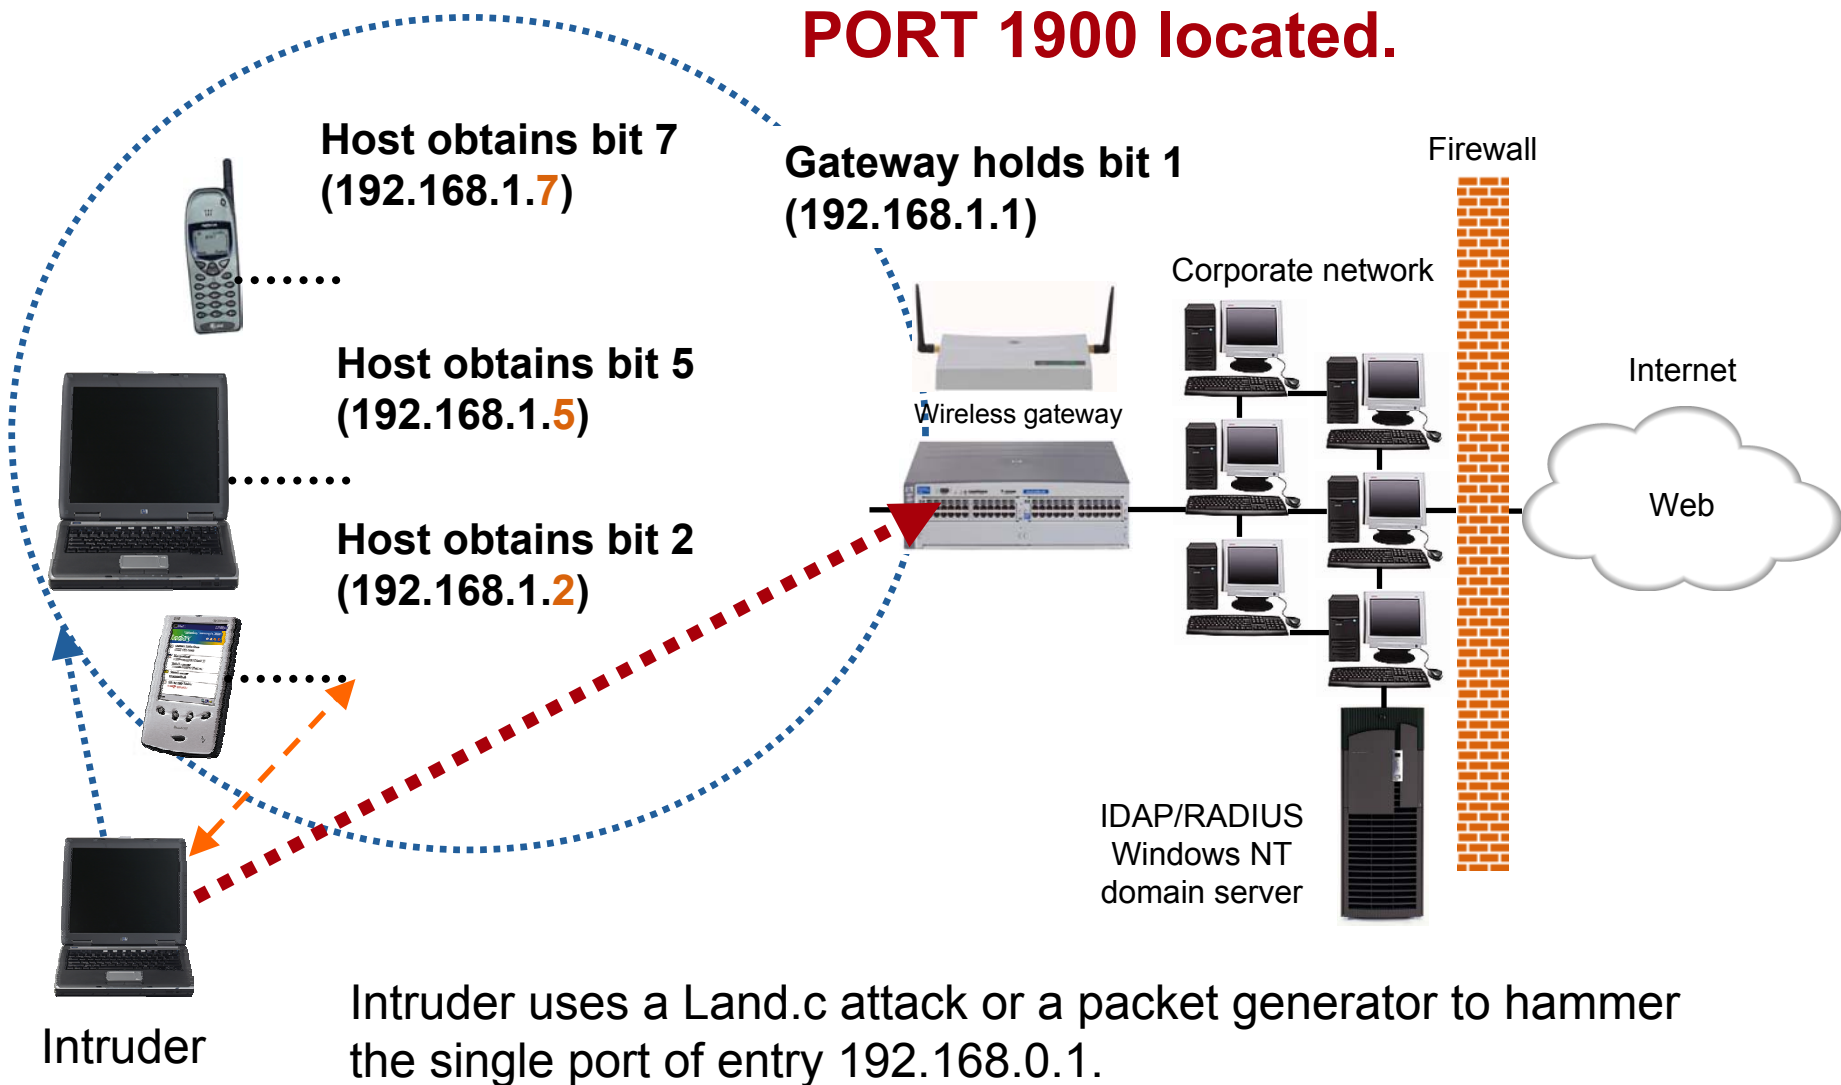 PORT 1900 located.
Host obtains bit 7
(192.168.1.7)
Gateway holds bit 1
(192.168.1.1)
Firewall
Corporate network
Host obtains bit 5
(192.168.1.5)
Internet
Wireless gateway
Web
Host obtains bit 2
(192.168.1.2)
IDAP/RADIUS
Windows NT
domain server
Intruder
Intruder uses a Land.c attack or a packet generator to hammer
the single port of entry 192.168.0.1.